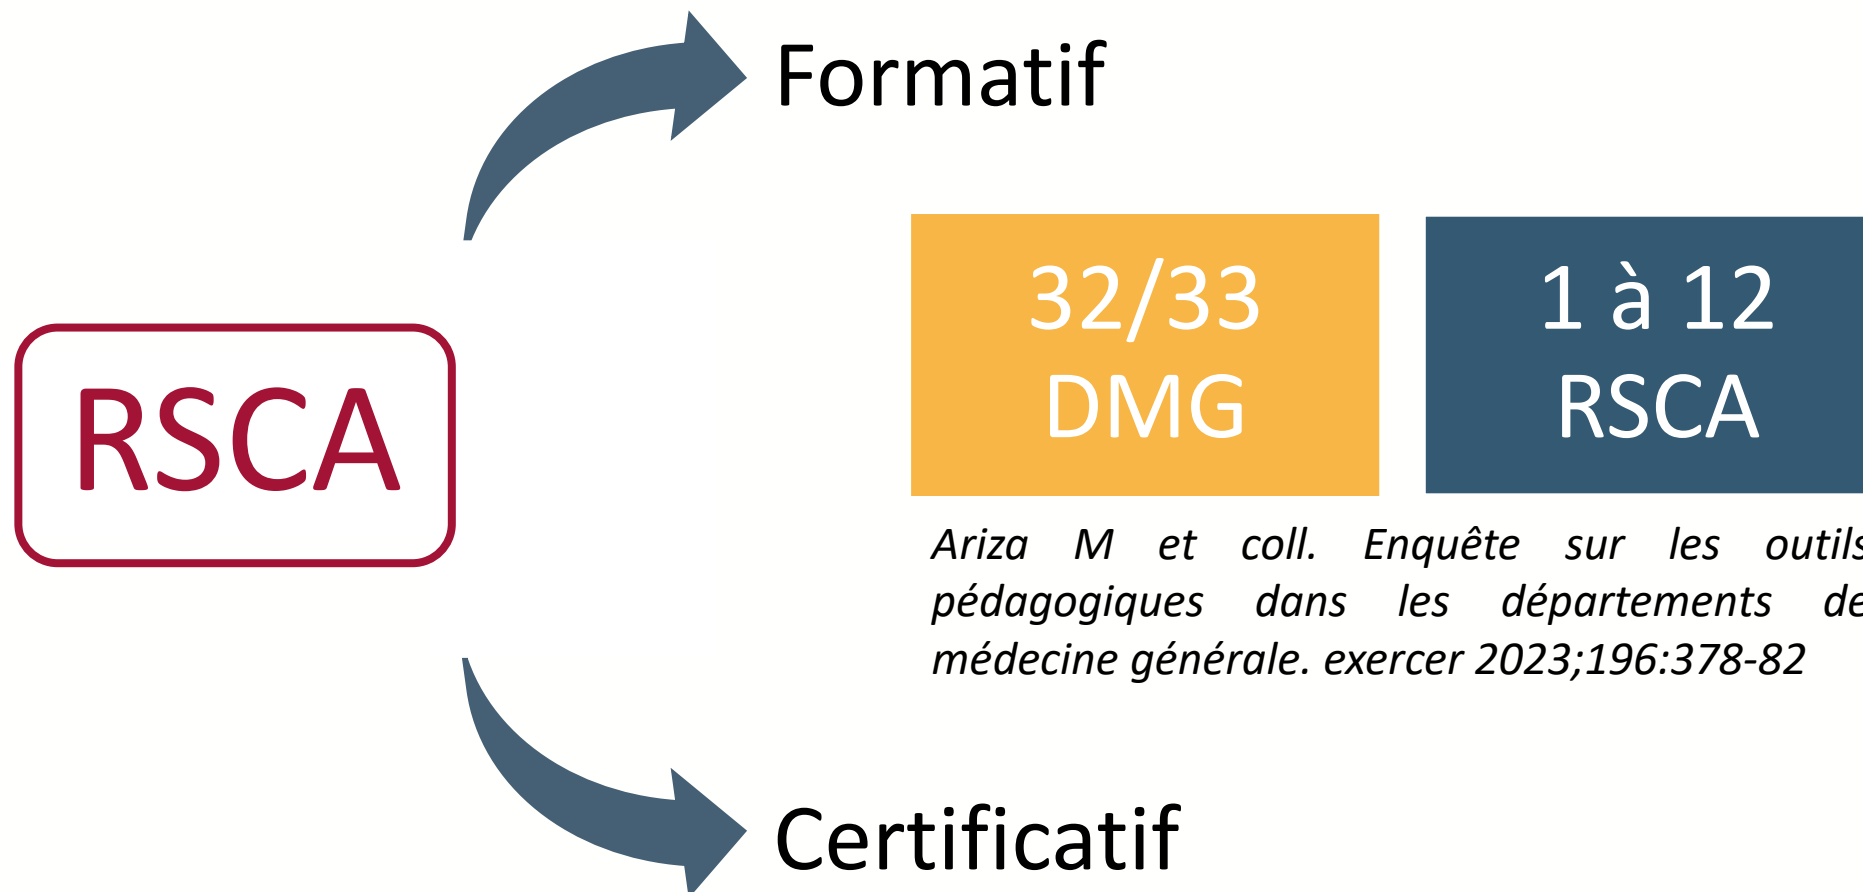 Formatif
32/33
DMG
1 à 12
RSCA
RSCA
Ariza M et coll. Enquête sur les outils
pédagogiques dans les départements de
médecine générale. exercer 2023;196:378-82
Certificatif